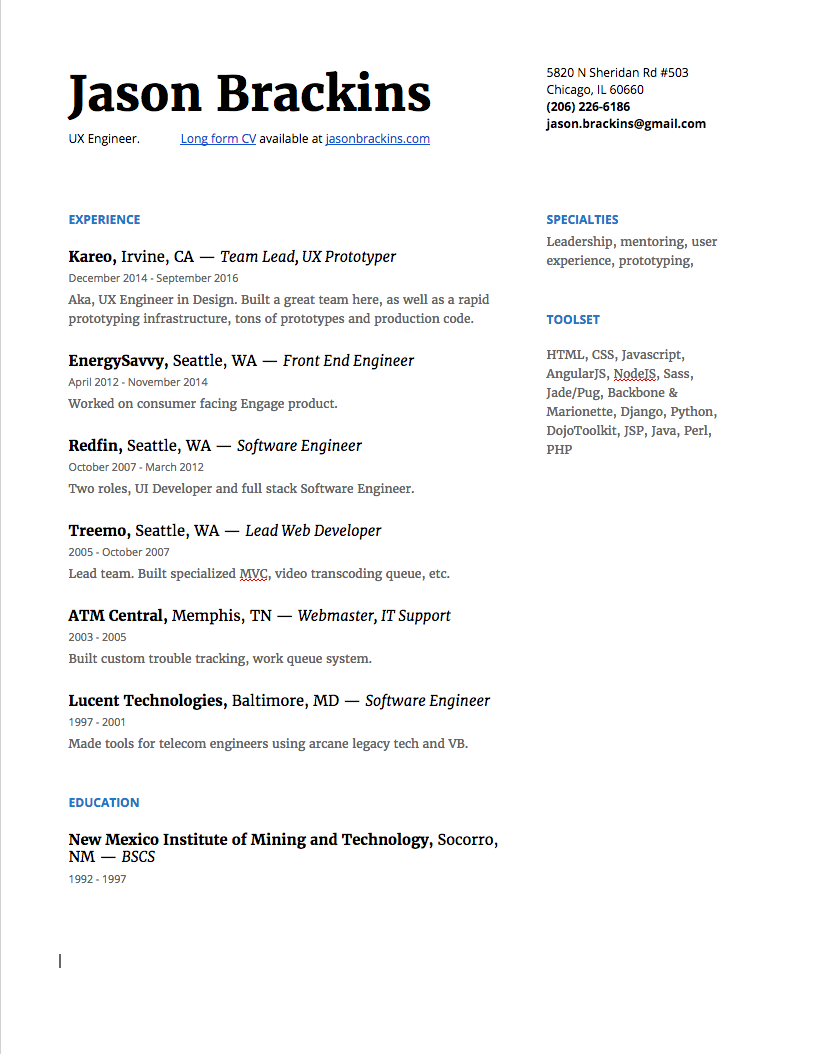 Jason Brackins
UX Engineer. Long form CV available at jasonbrackins.com
5820 N Sheridan Rd #503
Chicago, IL 60660
(206) 226-6186
jason.brackins@gmail.com
EXPERIENCE
Kareo, Irvine, CA — Team Lead, UX Prototyper
December 2014 - September 2016
Aka, UX Engineer in Design. Built a great team here, as well as a rapid
prototyping infrastructure, tons of prototypes and production code.
EnergySavvy, Seattle, WA — Front End Engineer
April 2012 - November 2014
Worked on consumer facing Engage product.
Redfin, Seattle, WA — Software Engineer
October 2007 - March 2012
Two roles, UI Developer and full stack Software Engineer.
Treemo, Seattle, WA — Lead Web Developer
2005 - October 2007
Lead team. Built specialized MVC, video transcoding queue, etc.
ATM Central, Memphis, TN — Webmaster, IT Support
2003 - 2005
Built custom trouble tracking, work queue system.
Lucent Technologies, Baltimore, MD — Software Engineer
1997 - 2001
Made tools for telecom engineers using arcane legacy tech and VB.
EDUCATION
New Mexico Institute of Mining and Technology, Socorro,
NM — BSCS
1992 - 1997
SPECIALTIES
Leadership, mentoring, user
experience, prototyping,
TOOLSET
HTML, CSS, Javascript,
AngularJS, NodeJS, Sass,
Jade/Pug, Backbone &
Marionette, Django, Python,
DojoToolkit, JSP, Java, Perl,
PHP